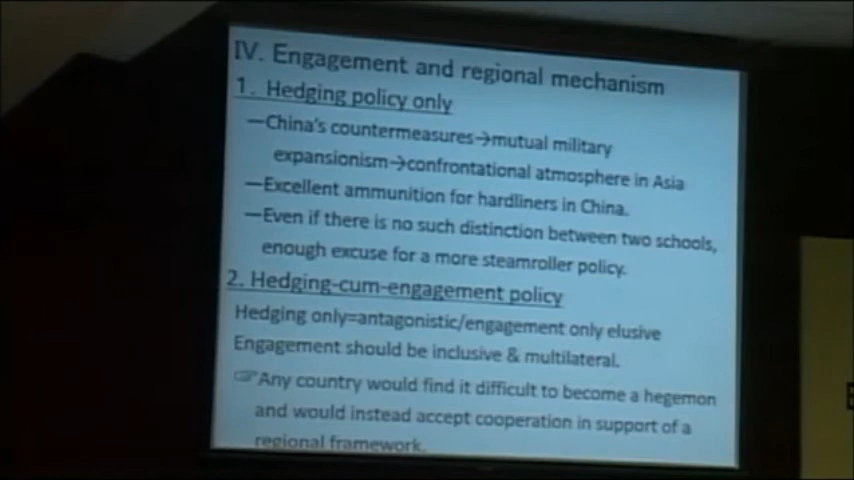 IV. Engagement and regional mechanism
1. Hedging policy only
—China's countermeasures→mutual military
expansionism→confrontational atmosphere in Asia
—Excellent ammunition for hardliners in China.
—Even if there is no such distinction between two schools,
enough excuse for a more steamroller policy.
2. Hedging-cum-engagement policy
Hedging only=antagonistic/engagement only elusive
Engagement should be inclusive & multilateral.
☞Any country would find it difficult to become a hegemon
and would instead accept cooperation in support of a
regional framework.